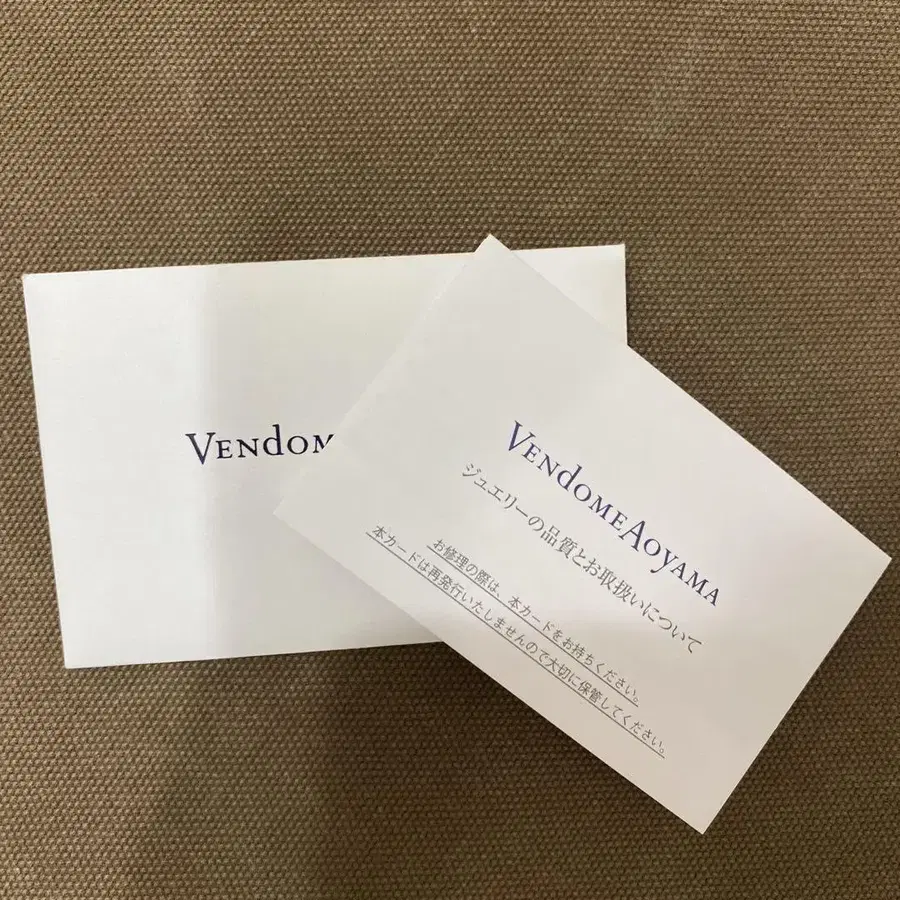 VENdOM
VENdOMEAoyAMA
ジュエリーの品質とお取扱いについて
お修理の際は、本カードをお持ちください。
本カードは再発行いたしませんので大切に保管してください。